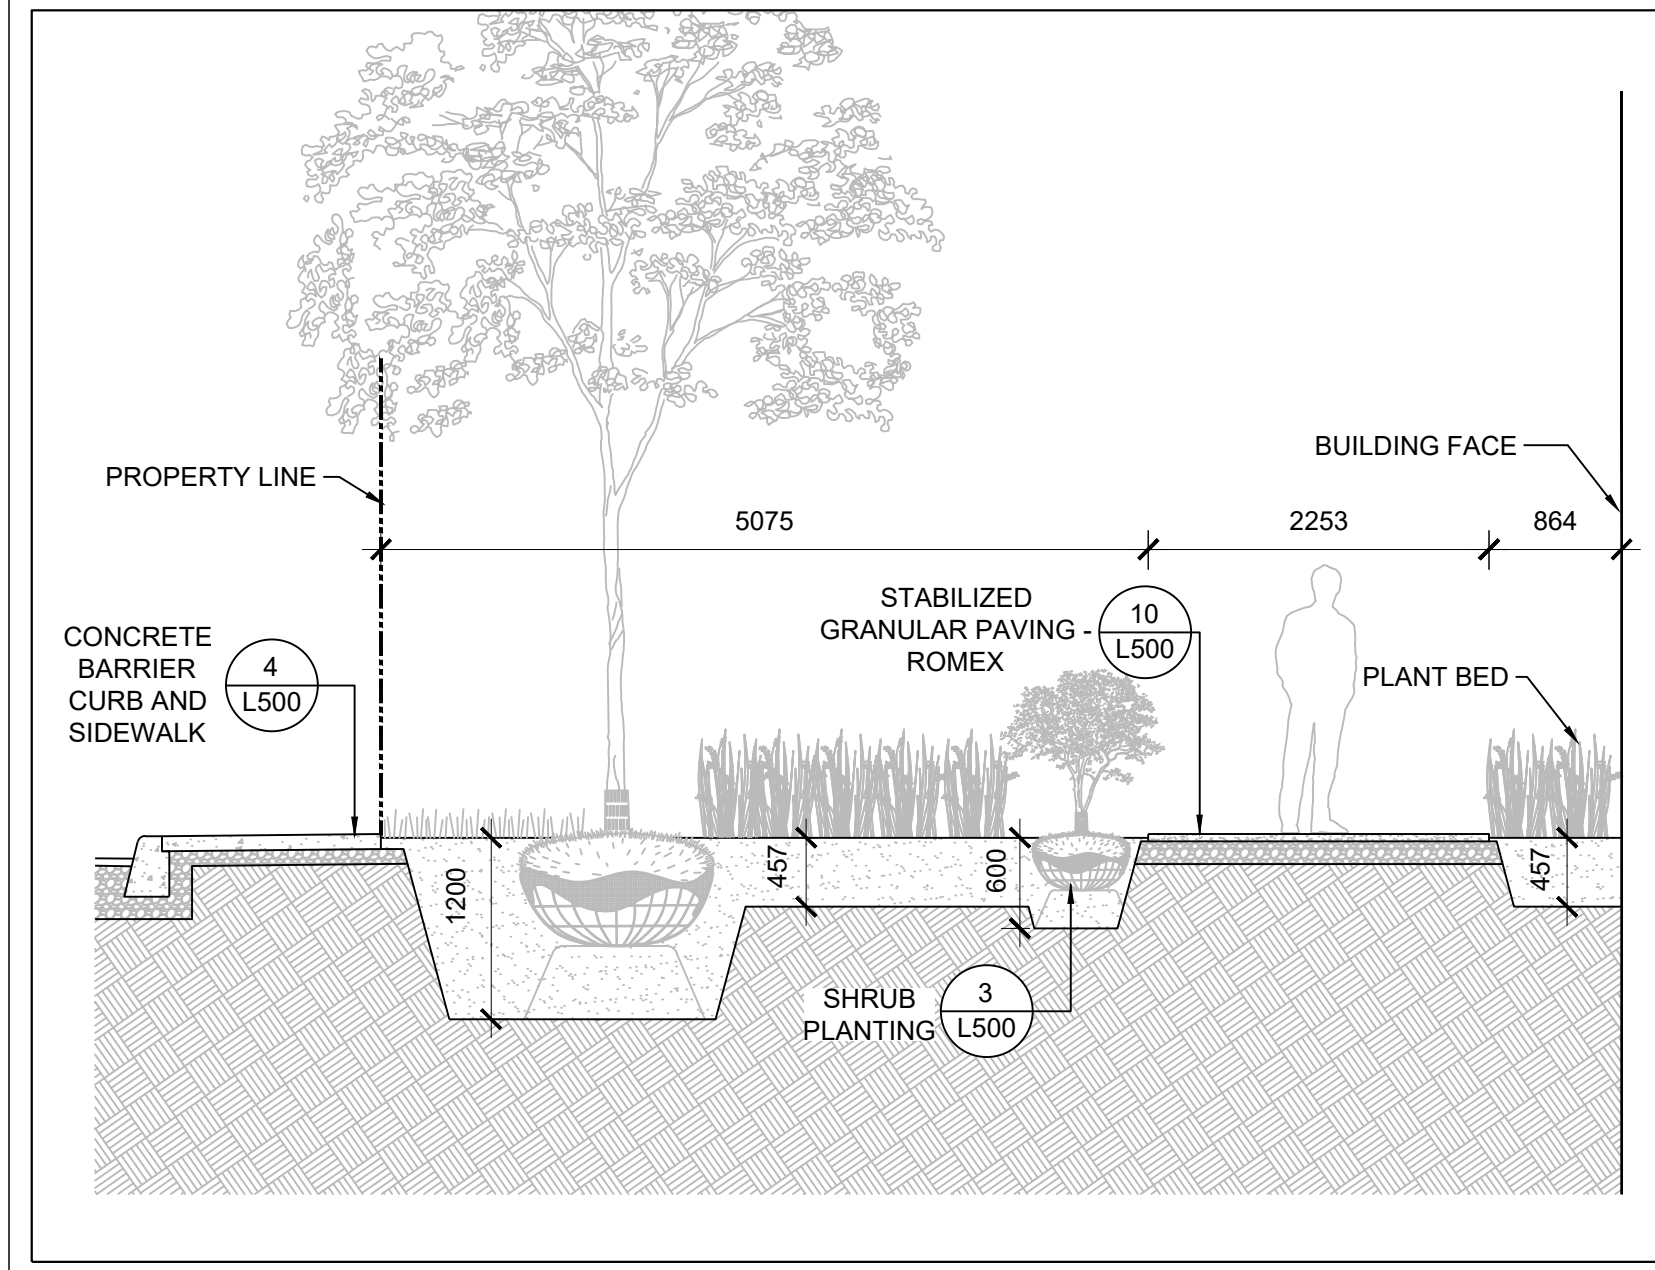 PROPERTY LINE
BUILDING FACE
5075
2253
864
CONCRETE
BARRIER
CURB AND
SIDEWALK
4
L500
STABILIZED
GRANULAR PAVING -
ROMEX
10
L500
PLANT BED
1200
457
600
457
SHRUB
PLANTING
3
L500